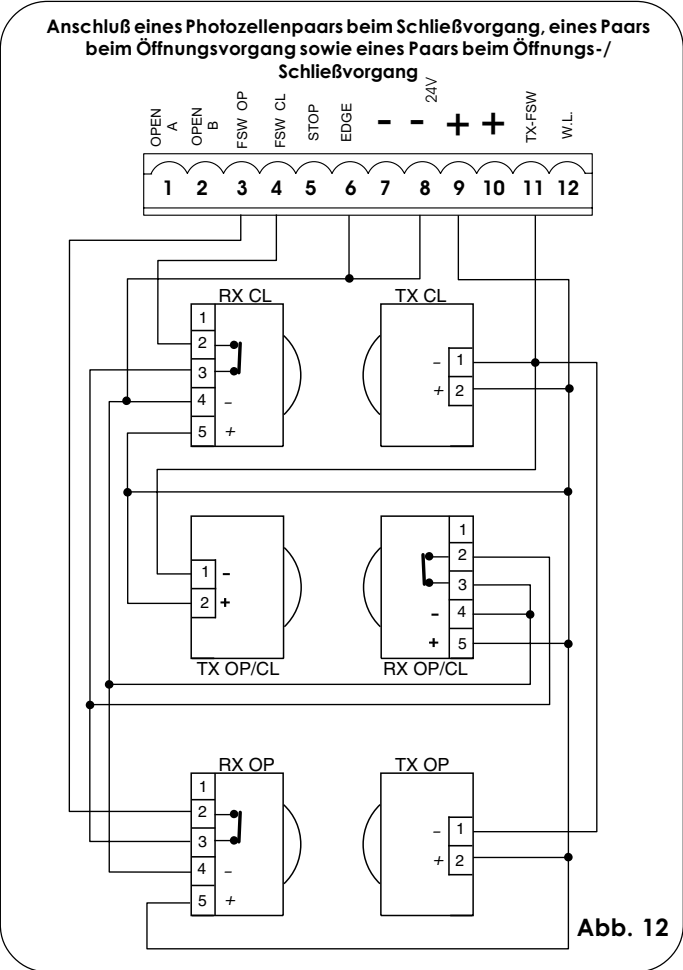 Anschluß eines Photozellenpaars beim Schließvorgang, eines Paars
beim Öffnungsvorgang sowie eines Paars beim Öffnungs-/
Schließvorgang
OPEN A
OPEN B
FSW OP
FSW CL
STOP
EDGE
- - 24V
+ +
TX-FSW
W.L.
1 2 3 4 5 6 7 8 9 10 11 12
RX CL
1
2
3
4 -
5 +
TX CL
- 1
+ 2
1 -
2 +
TX OP/CL
1
2
3
- 4
+ 5
RX OP/CL
RX OP
1
2
3
4 -
5 +
TX OP
- 1
+ 2
Abb. 12